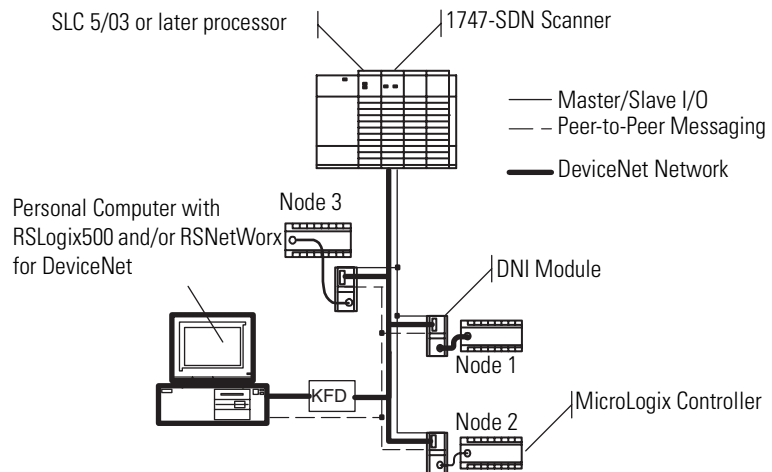 SLC 5/03 or later processor
1747-SDN Scanner
Master/Slave I/O
Peer-to-Peer Messaging
DeviceNet Network
Personal Computer with
RSLogix500 and/or RSNetWorx
for DeviceNet
Node 3
DNI Module
Node 1
KFD
Node 2
MicroLogix Controller